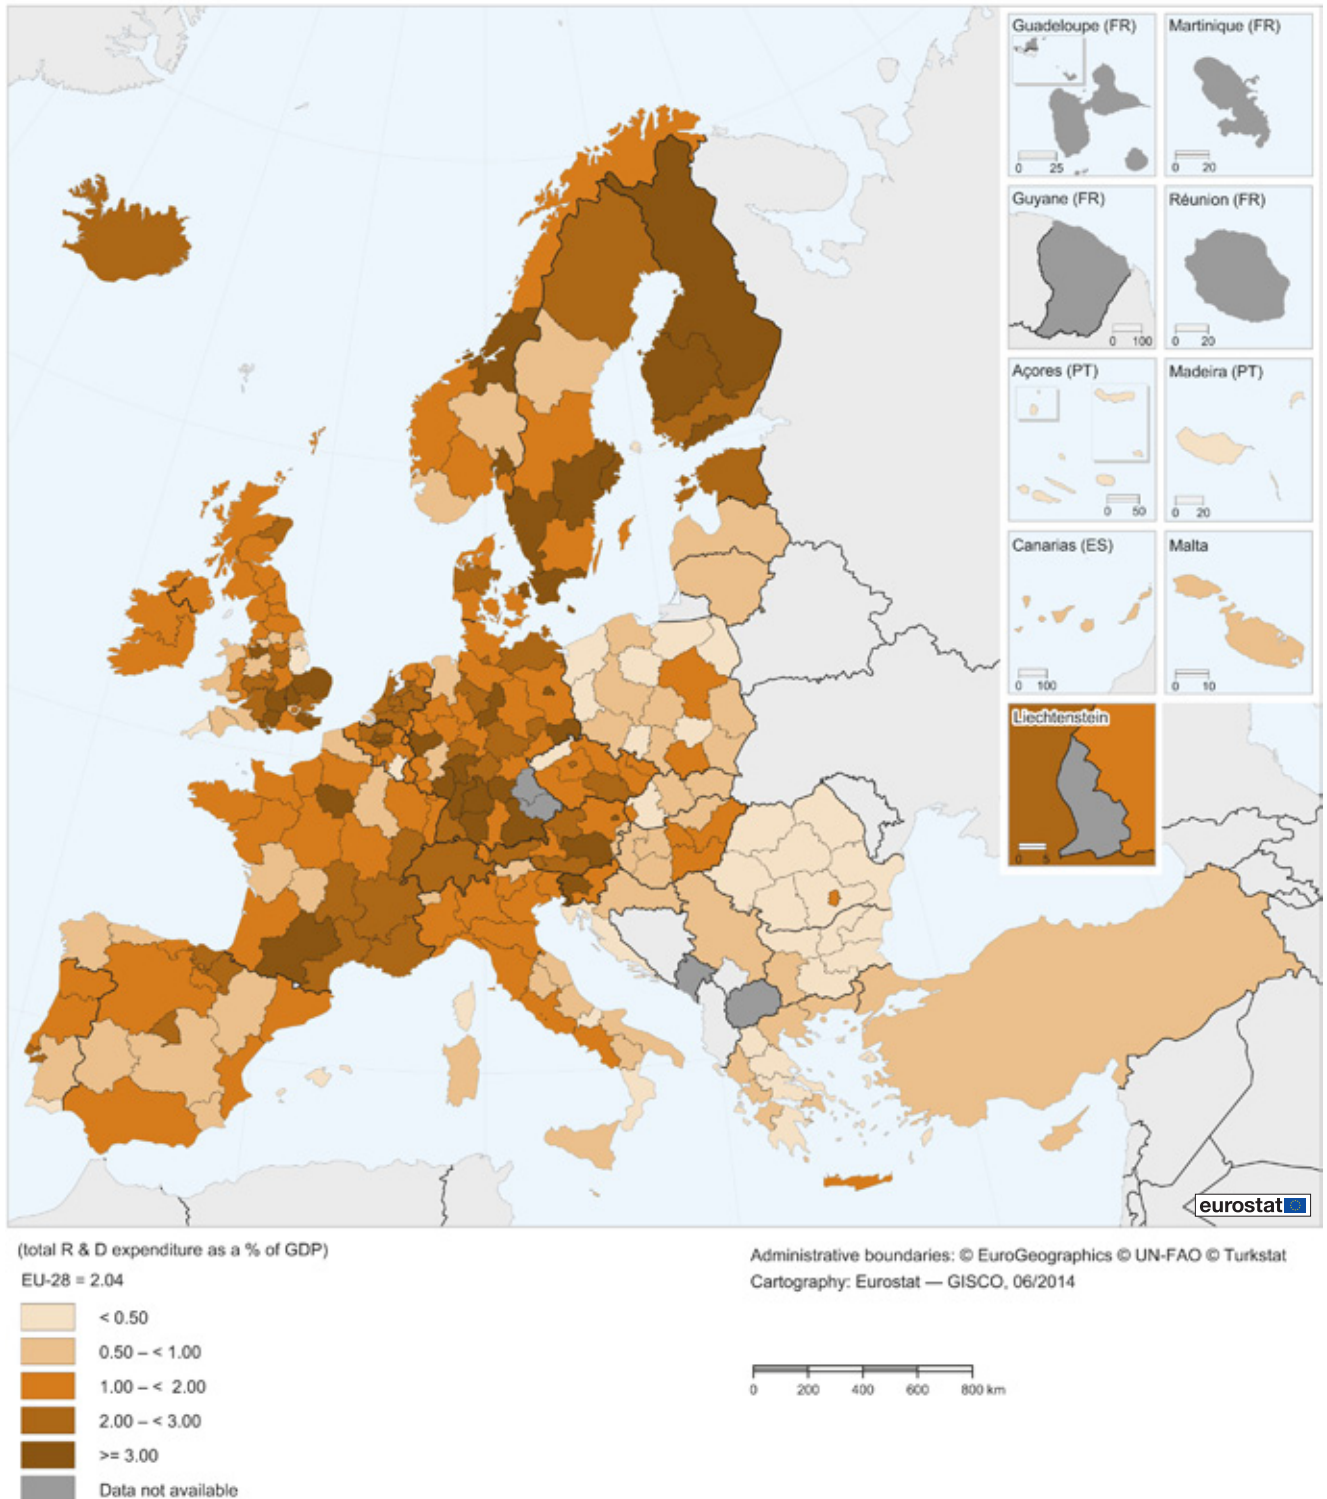 Guadeloupe (FR)
0 25
Martinique (FR)
0 20
Guyane (FR)
0 100
Réunion (FR)
0 20
Açores (PT)
0 50
Madeira (PT)
0 20
Canarias (ES)
0 100
Malta
0 10
Liechtenstein
0 5
eurostat
(total R & D expenditure as a % of GDP)
EU-28 = 2.04
< 0.50
0.50 – < 1.00
1.00 – < 2.00
2.00 – < 3.00
>= 3.00
Data not available
Administrative boundaries: © EuroGeographics © UN-FAO © Turkstat
Cartography: Eurostat — GISCO, 06/2014
0 200 400 600 800 km